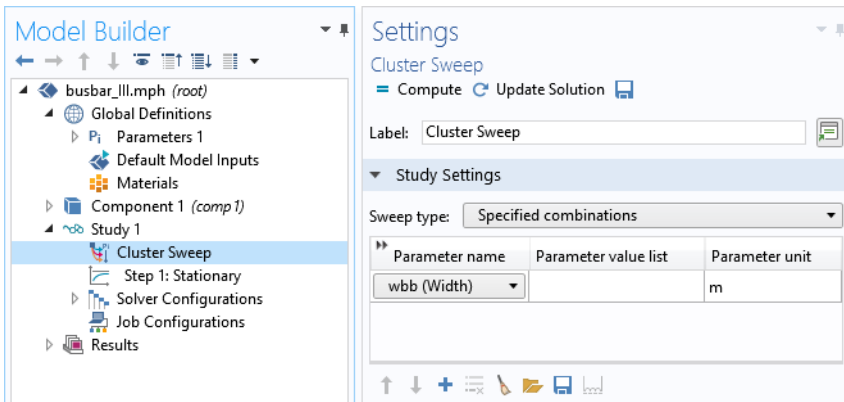 Model Builder
busbar_III.mph (root)
Global Definitions
Pi Parameters 1
Default Model Inputs
Materials
Component 1 (comp1)
Study 1
Cluster Sweep
Step 1: Stationary
Solver Configurations
Job Configurations
Results
Settings
Cluster Sweep
= Compute Update Solution
Label: Cluster Sweep
Study Settings
Sweep type: Specified combinations
Parameter name Parameter value list Parameter unit
wbb (Width) m